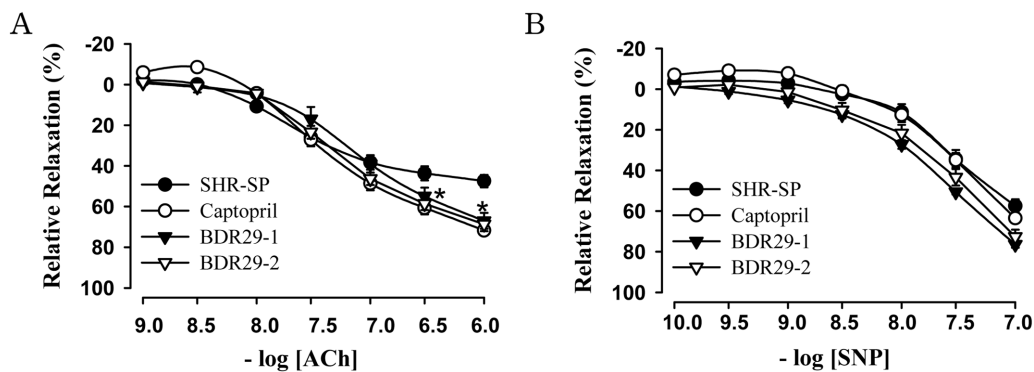 A
Relative Relaxation (%)
-20
0
20
40
60
80
100
SHR-SP
Captopril
BDR29-1
BDR29-2
*
*
9.0 8.5 8.0 7.5 7.0 6.5 6.0
- log [ACh]
B
Relative Relaxation (%)
-20
0
20
40
60
80
100
SHR-SP
Captopril
BDR29-1
BDR29-2
10.0 9.5 9.0 8.5 8.0 7.5 7.0
- log [SNP]